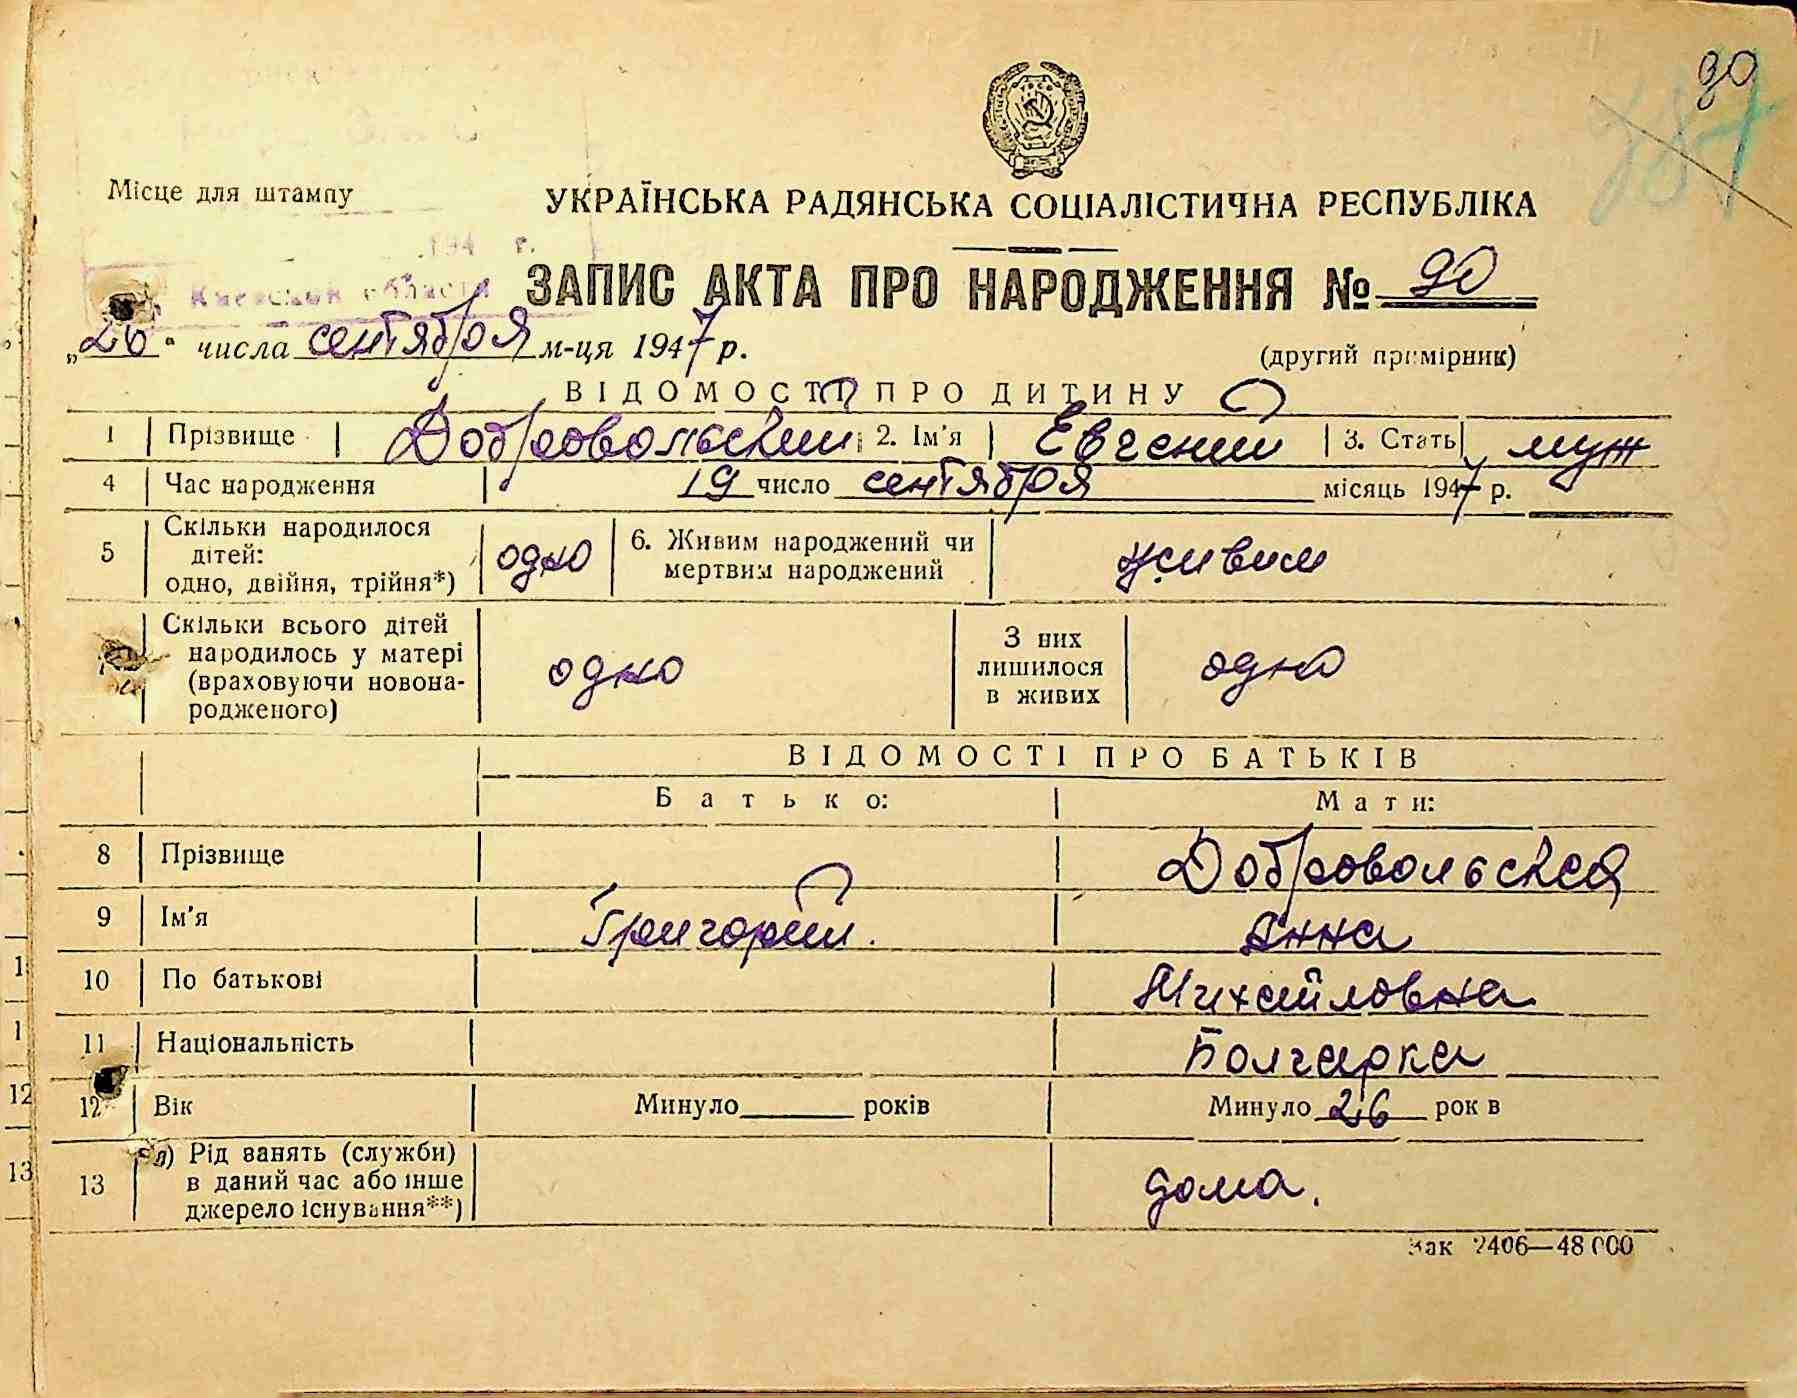 90
Місце для штампу
УКРАЇНСЬКА РАДЯНСЬКА СОЦІАЛІСТИЧНА РЕСПУБЛІКА
194 г.
Киевской области
ЗАПИС АКТА ПРО НАРОДЖЕННЯ № 90
„26“ числа сентября м-ця 1947 р. (другий примірник)
ВІДОМОСТІ ПРО ДИТИНУ
1 Прізвище Добровольский 2. Ім'я Евгений 3. Стать муж
4 Час народження 19 число сентября місяць 1947 р.
5 Скільки народилося дітей: одно, двійня, трійня*) одно 6. Живим народжений чи мертвим народжений живим
Скільки всього дітей народилось у матері (враховуючи новонародженого) одно З них лишилося в живих одно
ВІДОМОСТІ ПРО БАТЬКІВ
Батько: Мати:
8 Прізвище Добровольская
9 Ім'я Григорий. Анна
10 По батькові Михайловна
11 Національність Болгарка
12 Вік Минуло років Минуло 26 рок в
13 а) Рід занять (служби) в даний час або інше джерело існування**) дома.
Зак 2406—48 000
12
13